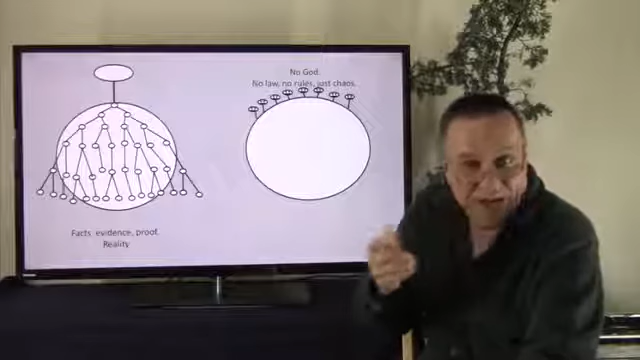 No God.
No law, no rules, just chaos.
Facts, evidence, proof.
Reality